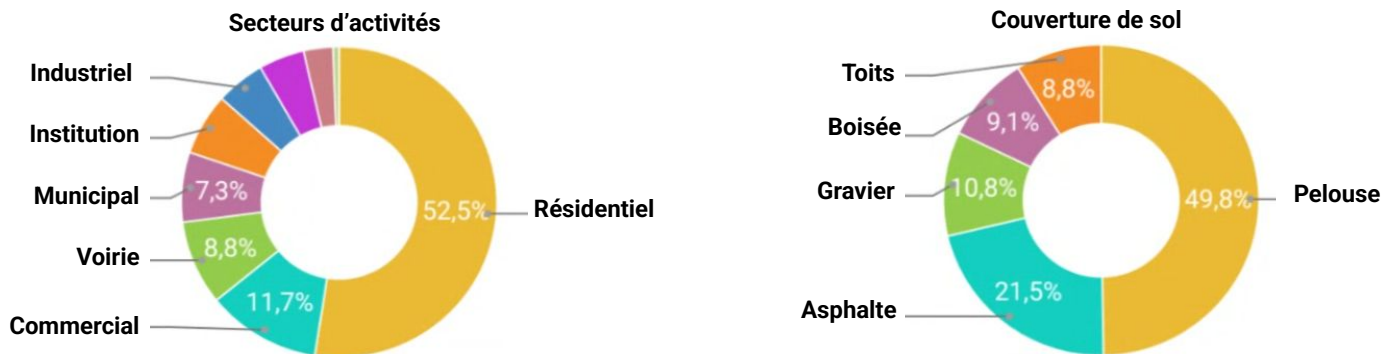 Secteurs d’activités
Industriel
Institution
Municipal
7,3%
52,5%
Résidentiel
Voirie
8,8%
11,7%
Commercial
Couverture de sol
Toits
8,8%
Boisée
9,1%
Gravier
10,8%
49,8%
Pelouse
21,5%
Asphalte